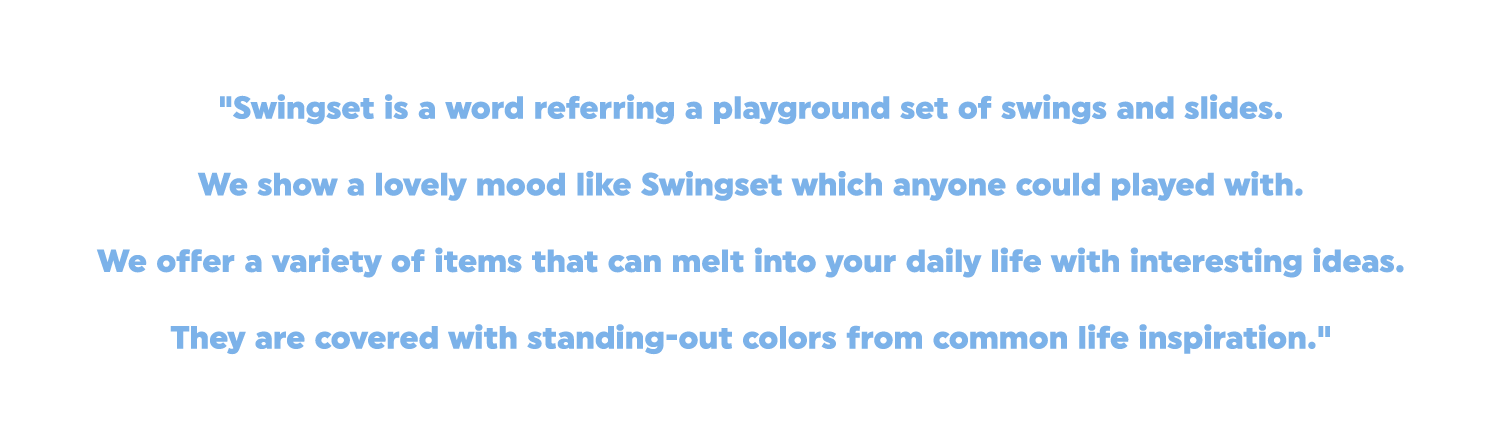 "Swingset is a word referring a playground set of swings and slides.
We show a lovely mood like Swingset which anyone could played with.
We offer a variety of items that can melt into your daily life with interesting ideas.
They are covered with standing-out colors from common life inspiration."